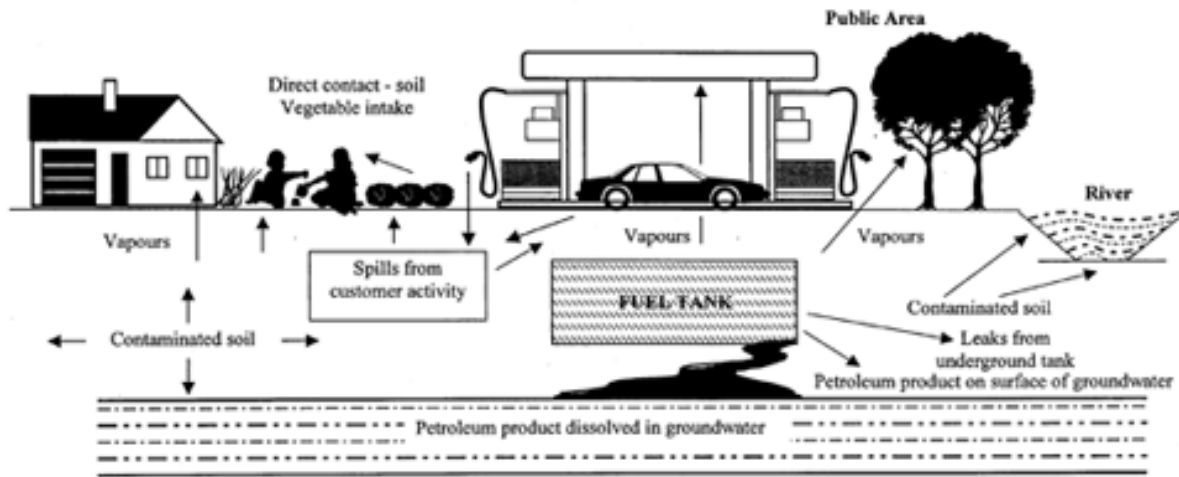 Public Area
Direct contact - soil
Vegetable intake
River
Vapours
Vapours
Vapours
Spills from
customer activity
FUEL TANK
Contaminated soil
Contaminated soil
Leaks from
underground tank
Petroleum product on surface of groundwater
Petroleum product dissolved in groundwater